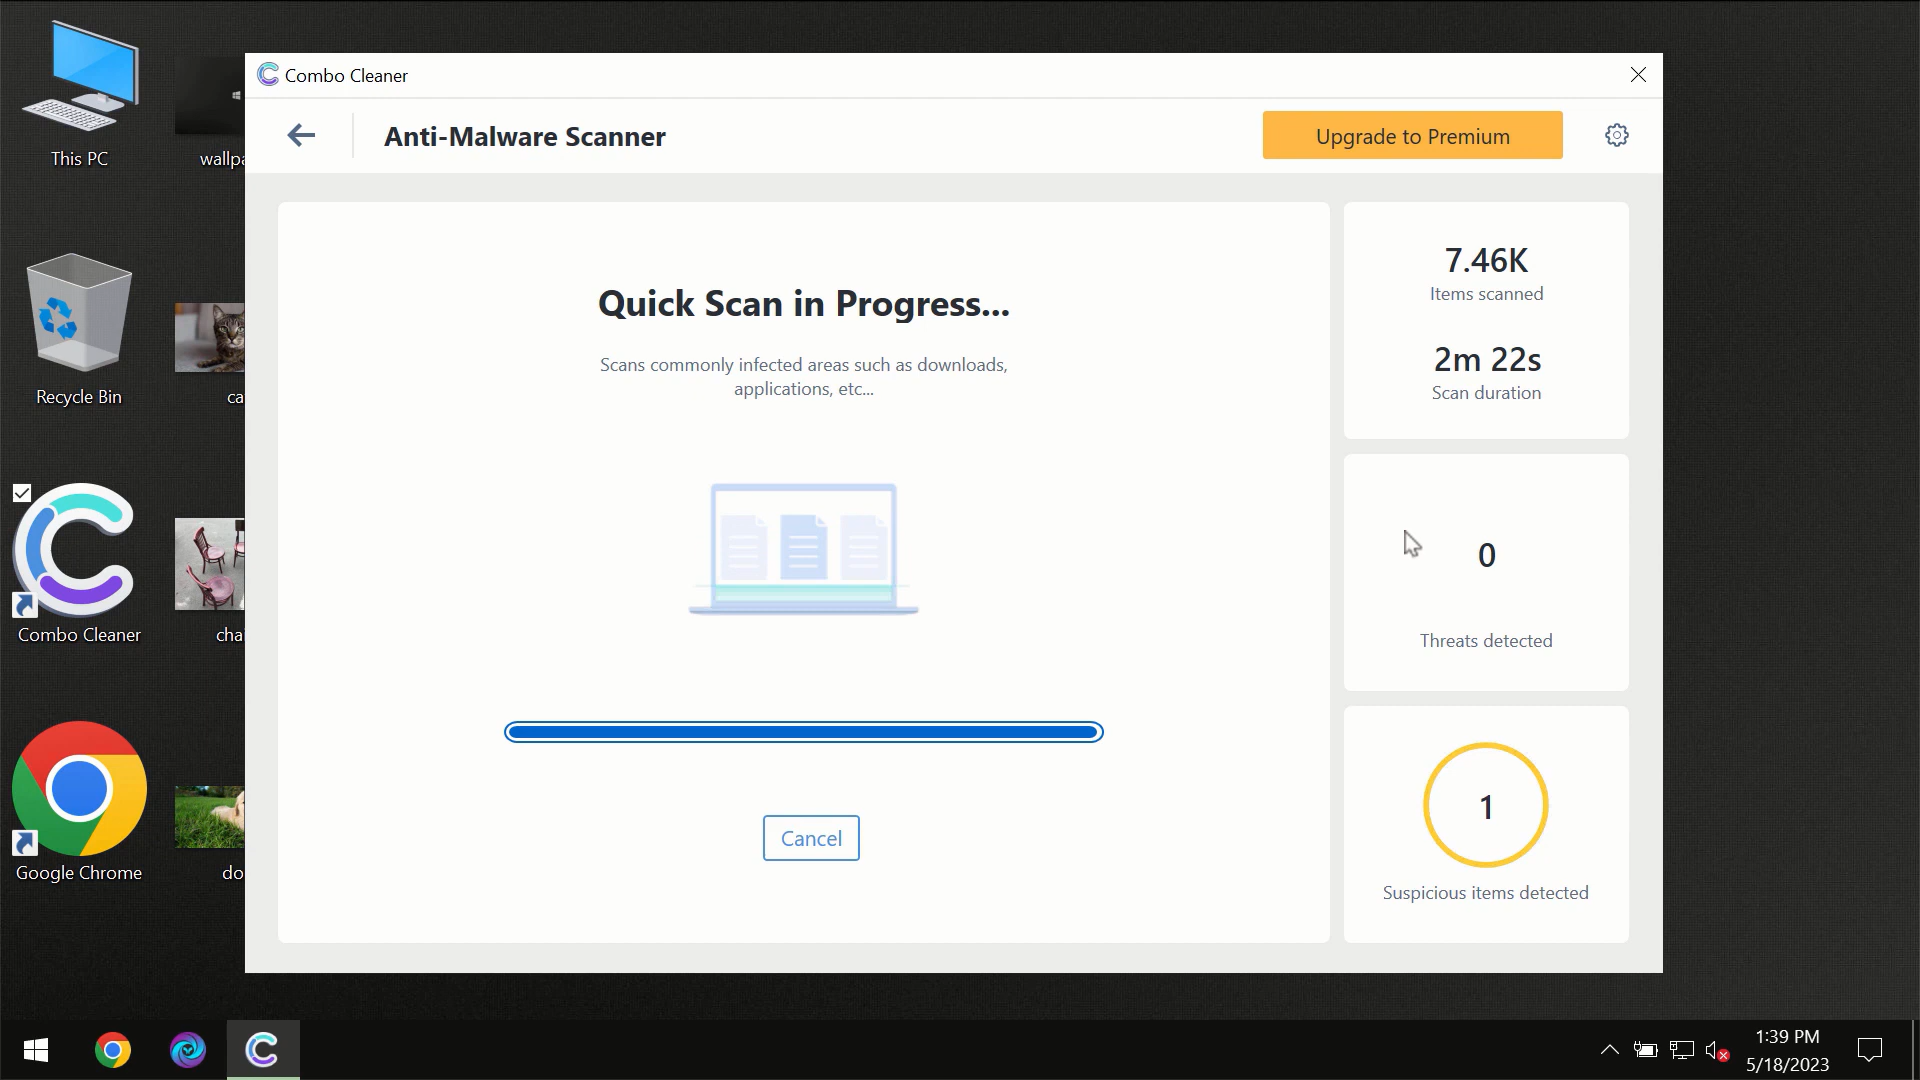 This PC
wallpa
Recycle Bin
ca
Combo Cleaner
chai
Google Chrome
do
Combo Cleaner
Anti-Malware Scanner
Upgrade to Premium
Quick Scan in Progress...
Scans commonly infected areas such as downloads,
applications, etc...
Cancel
7.46K
Items scanned
2m 22s
Scan duration
0
Threats detected
1
Suspicious items detected
1:39 PM
5/18/2023